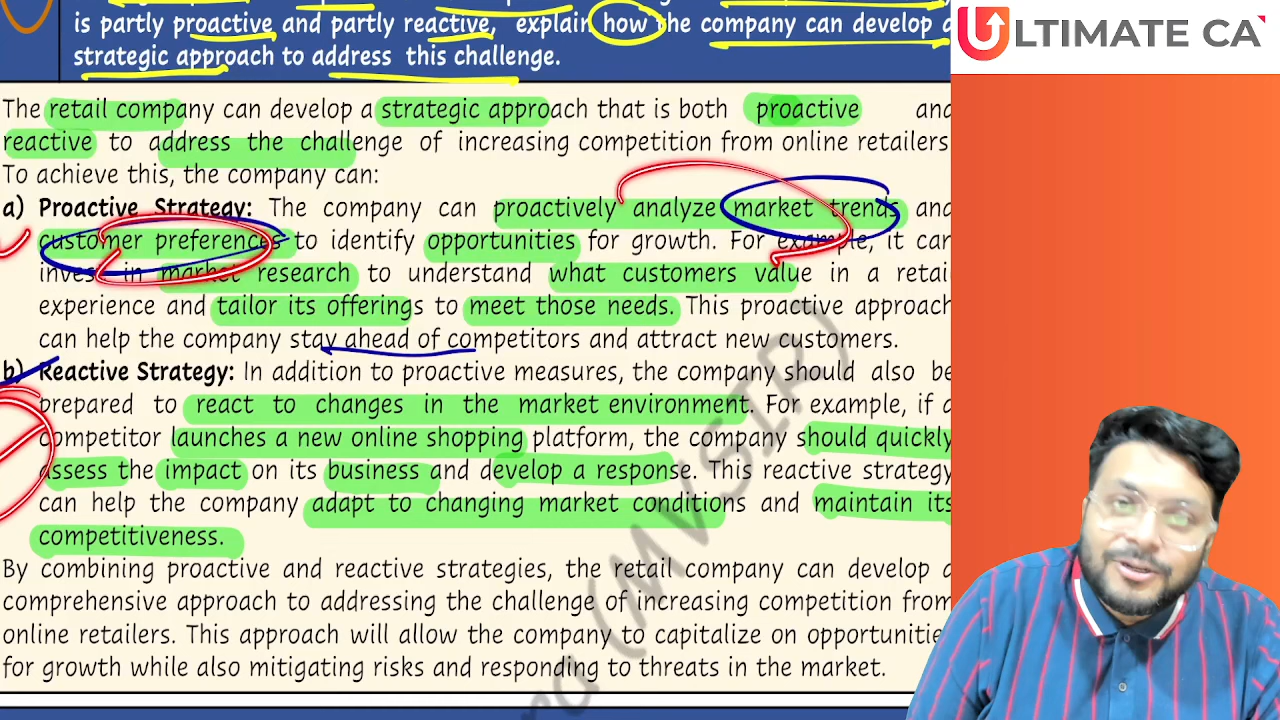 ULTIMATE CA
is partly proactive and partly reactive, explain how the company can develop a
strategic approach to address this challenge.
The retail company can develop a strategic approach that is both proactive and
reactive to address the challenge of increasing competition from online retailers
To achieve this, the company can:
a) Proactive Strategy: The company can proactively analyze market trends and
customer preferences to identify opportunities for growth. For example, it can
invest in market research to understand what customers value in a retail
experience and tailor its offerings to meet those needs. This proactive approach
can help the company stay ahead of competitors and attract new customers.
b) Reactive Strategy: In addition to proactive measures, the company should also be
prepared to react to changes in the market environment. For example, if a
competitor launches a new online shopping platform, the company should quickly
assess the impact on its business and develop a response. This reactive strategy
can help the company adapt to changing market conditions and maintain its
competitiveness.
By combining proactive and reactive strategies, the retail company can develop a
comprehensive approach to addressing the challenge of increasing competition from
online retailers. This approach will allow the company to capitalize on opportunities
for growth while also mitigating risks and responding to threats in the market.
(MVSIR)